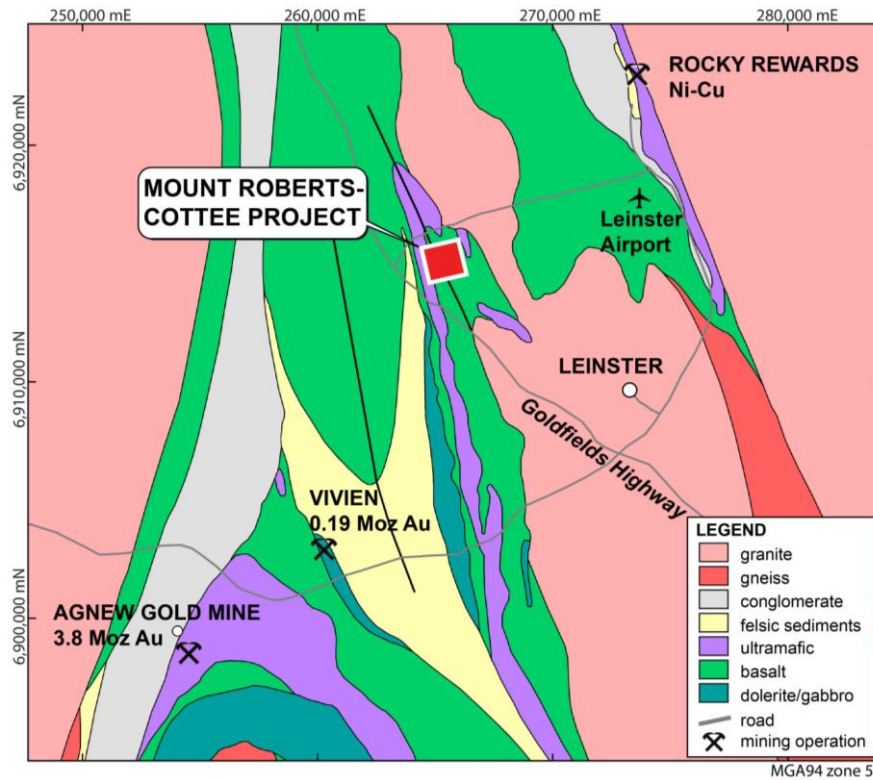 250,000 mE
260,000 mE
270,000 mE
280,000 mE
6,920,000 mN
6,910,000 mN
6,900,000 mN
ROCKY REWARDS
Ni-Cu
MOUNT ROBERTS-
COTTEE PROJECT
Leinster
Airport
LEINSTER
Goldfields Highway
VIVIEN
0.19 Moz Au
AGNEW GOLD MINE
3.8 Moz Au
LEGEND
granite
gneiss
conglomerate
felsic sediments
ultramafic
basalt
dolerite/gabbro
road
mining operation
MGA94 zone 5